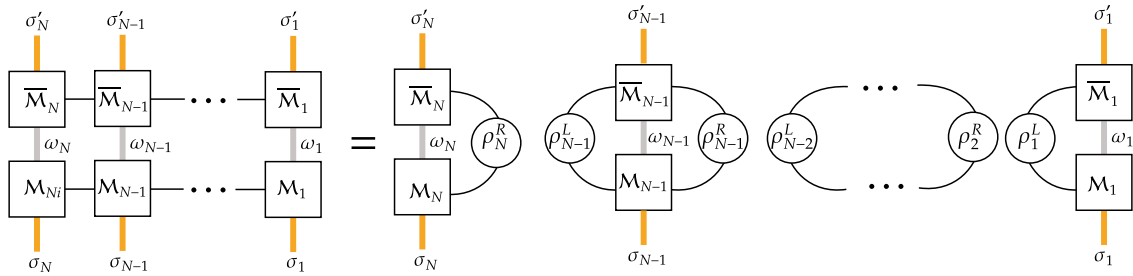 σ′_N σ′_{N-1} σ′_1 σ′_N σ′_{N-1} σ′_1
M̅_N M̅_{N-1} ··· M̅_1 M̅_N M̅_{N-1} ··· M̅_1
ω_N ω_{N-1} ω_1 = ω_N ρ^R_N ρ^L_{N-1} ω_{N-1} ρ^R_{N-1} ρ^L_{N-2} ρ^R_2 ρ^L_1 ω_1
M_{Ni} M_{N-1} ··· M_1 M_N M_{N-1} ··· M_1
σ_N σ_{N-1} σ_1 σ_N σ_{N-1} σ_1